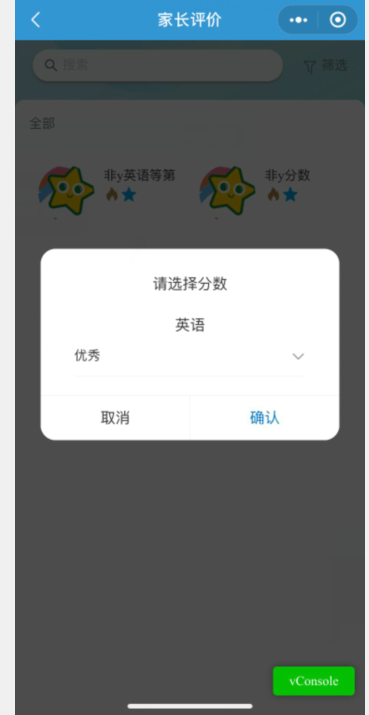 家长评价
搜索
筛选
全部
非y英语等第
非y分数
请选择分数
英语
优秀
取消
确认
vConsole